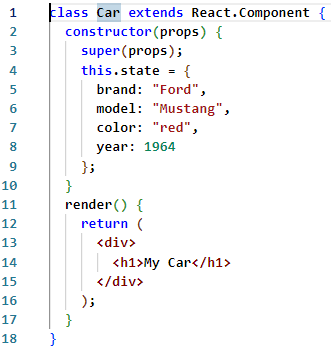 1 class Car extends React.Component {
2 constructor(props) {
3 super(props);
4 this.state = {
5 brand: "Ford",
6 model: "Mustang",
7 color: "red",
8 year: 1964
9 };
10 }
11 render() {
12 return (
13 <div>
14 <h1>My Car</h1>
15 </div>
16 );
17 }
18 }